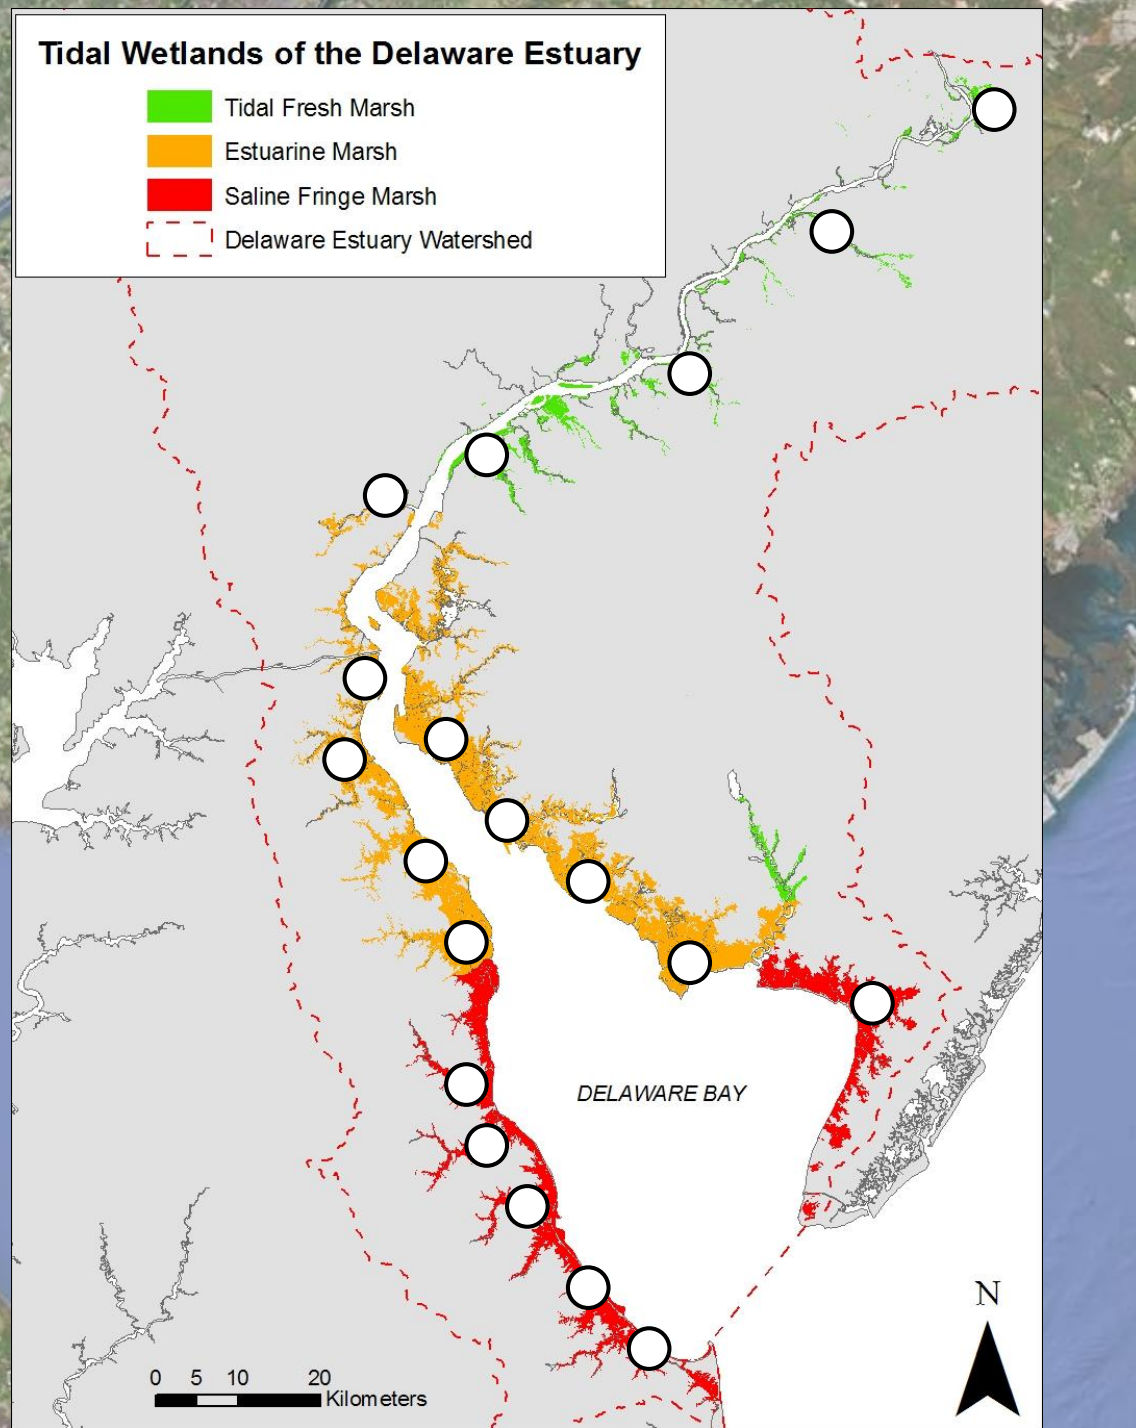 Tidal Wetlands of the Delaware Estuary
Tidal Fresh Marsh
Estuarine Marsh
Saline Fringe Marsh
Delaware Estuary Watershed
DELAWARE BAY
N
0 5 10 20
Kilometers